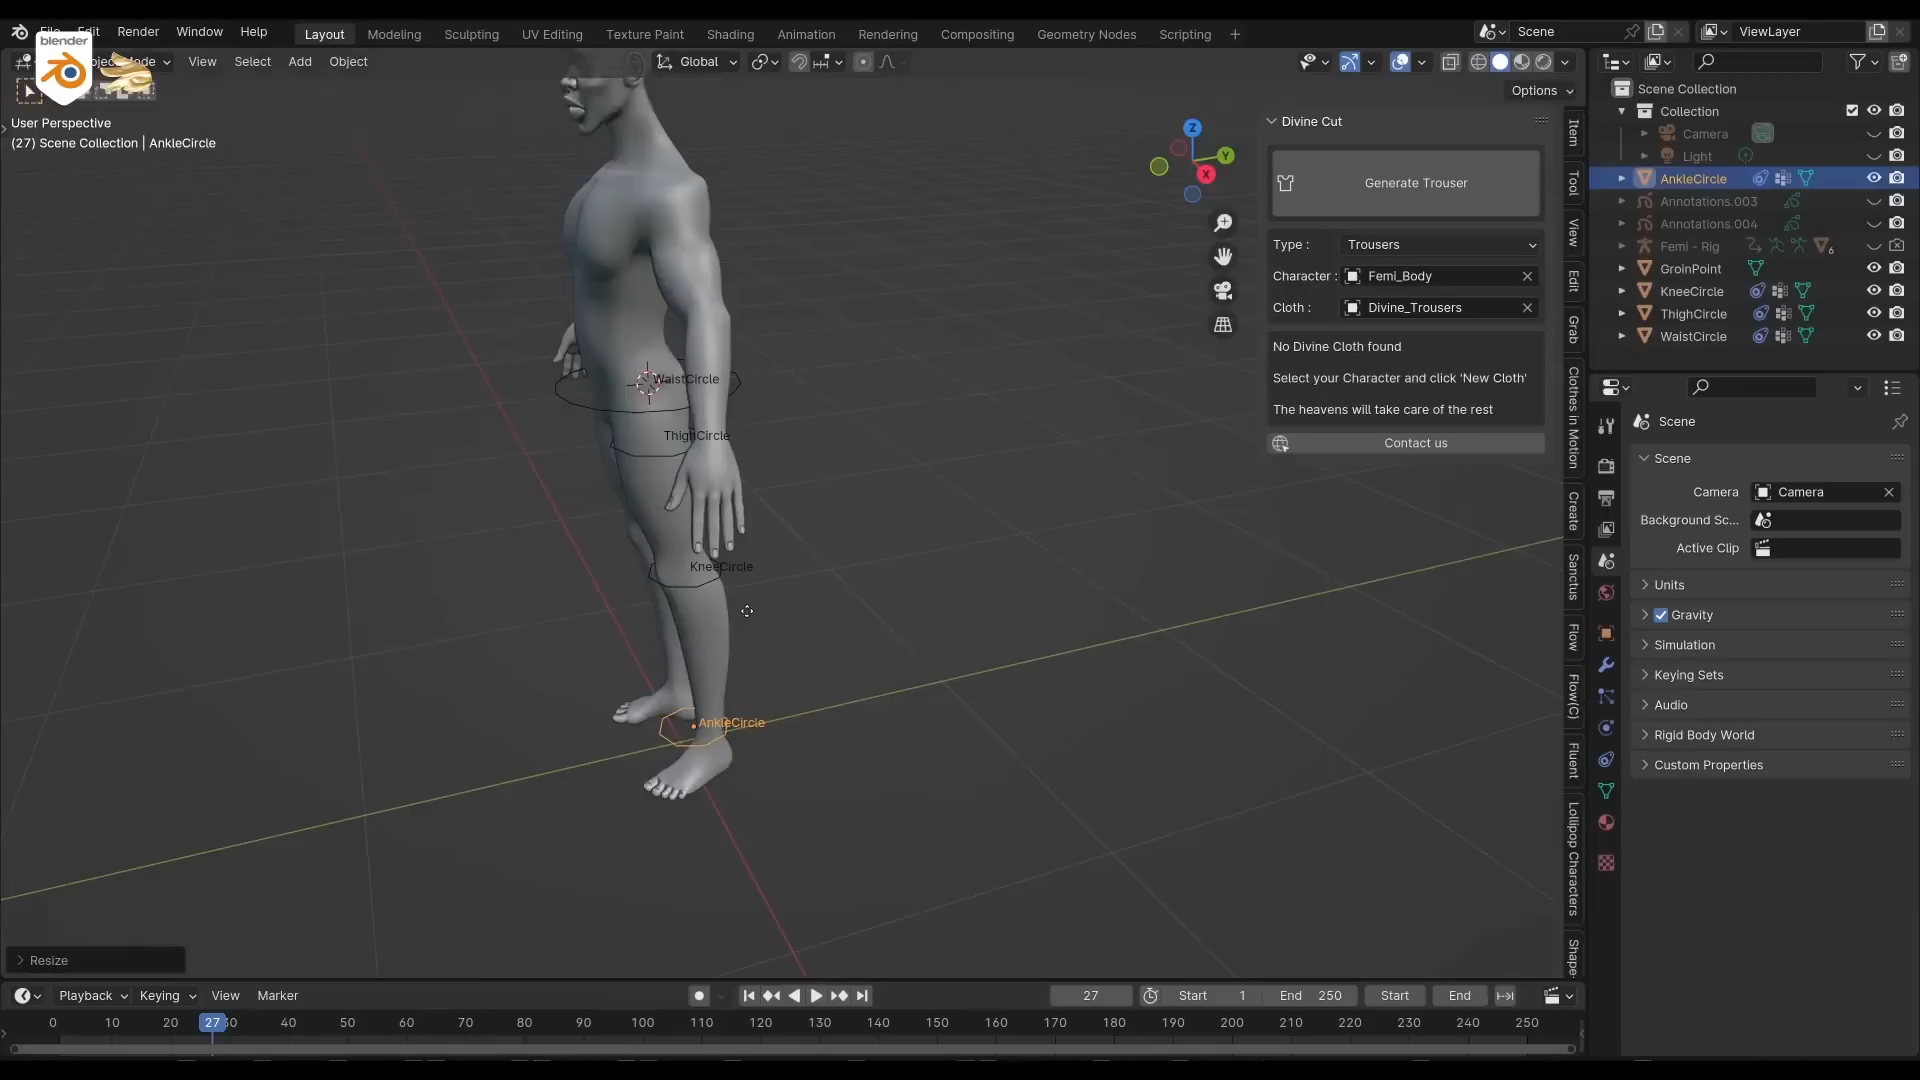 blender
File Edit Render Window Help
Layout Modeling Sculpting UV Editing Texture Paint Shading Animation Rendering Compositing Geometry Nodes Scripting +
Scene
ViewLayer
Mode View Select Add Object
Global
Options
User Perspective
(27) Scene Collection | AnkleCircle
Z
Y
X
WaistCircle
ThighCircle
KneeCircle
AnkleCircle
Divine Cut
Generate Trouser
Type : Trousers
Character : Femi_Body
Cloth : Divine_Trousers
No Divine Cloth found
Select your Character and click 'New Cloth'
The heavens will take care of the rest
Contact us
Item
Tool
View
Edit
Grab
Clothes in Motion
Create
Sanctus
Flow
Flow(C)
Fluent
Lollipop Characters
Shape
Scene Collection
Collection
Camera
Light
AnkleCircle
Annotations.003
Annotations.004
Femi - Rig 6
GroinPoint
KneeCircle
ThighCircle
WaistCircle
Scene
Scene
Camera Camera
Background Sc...
Active Clip
Units
Gravity
Simulation
Keying Sets
Audio
Rigid Body World
Custom Properties
Resize
Playback Keying View Marker
27 Start 1 End 250 Start End
0 10 20 27 30 40 50 60 70 80 90 100 110 120 130 140 150 160 170 180 190 200 210 220 230 240 250